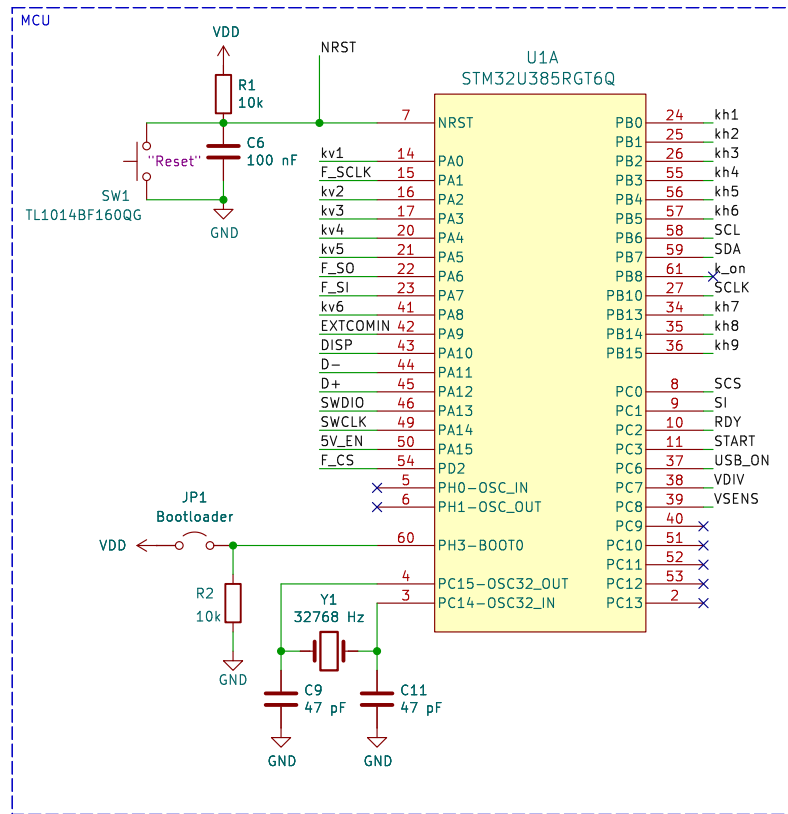 MCU
VDD
NRST
R1
10k
C6
100 nF
"Reset"
SW1
TL1014BF160QG
GND
U1A
STM32U385RGT6Q
7 NRST
kv1 14 PA0
F_SCLK 15 PA1
kv2 16 PA2
kv3 17 PA3
kv4 20 PA4
kv5 21 PA5
F_SO 22 PA6
F_SI 23 PA7
kv6 41 PA8
EXTCOMIN 42 PA9
DISP 43 PA10
D- 44 PA11
D+ 45 PA12
SWDIO 46 PA13
SWCLK 49 PA14
5V_EN 50 PA15
F_CS 54 PD2
5 PH0-OSC_IN
6 PH1-OSC_OUT
60 PH3-BOOT0
4 PC15-OSC32_OUT
3 PC14-OSC32_IN
PB0 24 kh1
PB1 25 kh2
PB2 26 kh3
PB3 55 kh4
PB4 56 kh5
PB5 57 kh6
PB6 58 SCL
PB7 59 SDA
PB8 61 k_on
PB10 27 SCLK
PB13 34 kh7
PB14 35 kh8
PB15 36 kh9
PC0 8 SCS
PC1 9 SI
PC2 10 RDY
PC3 11 START
PC6 37 USB_ON
PC7 38 VDIV
PC8 39 VSENS
PC9 40
PC10 51
PC11 52
PC12 53
PC13 2
JP1
Bootloader
VDD
R2
10k
GND
Y1
32768 Hz
C9
47 pF
GND
C11
47 pF
GND